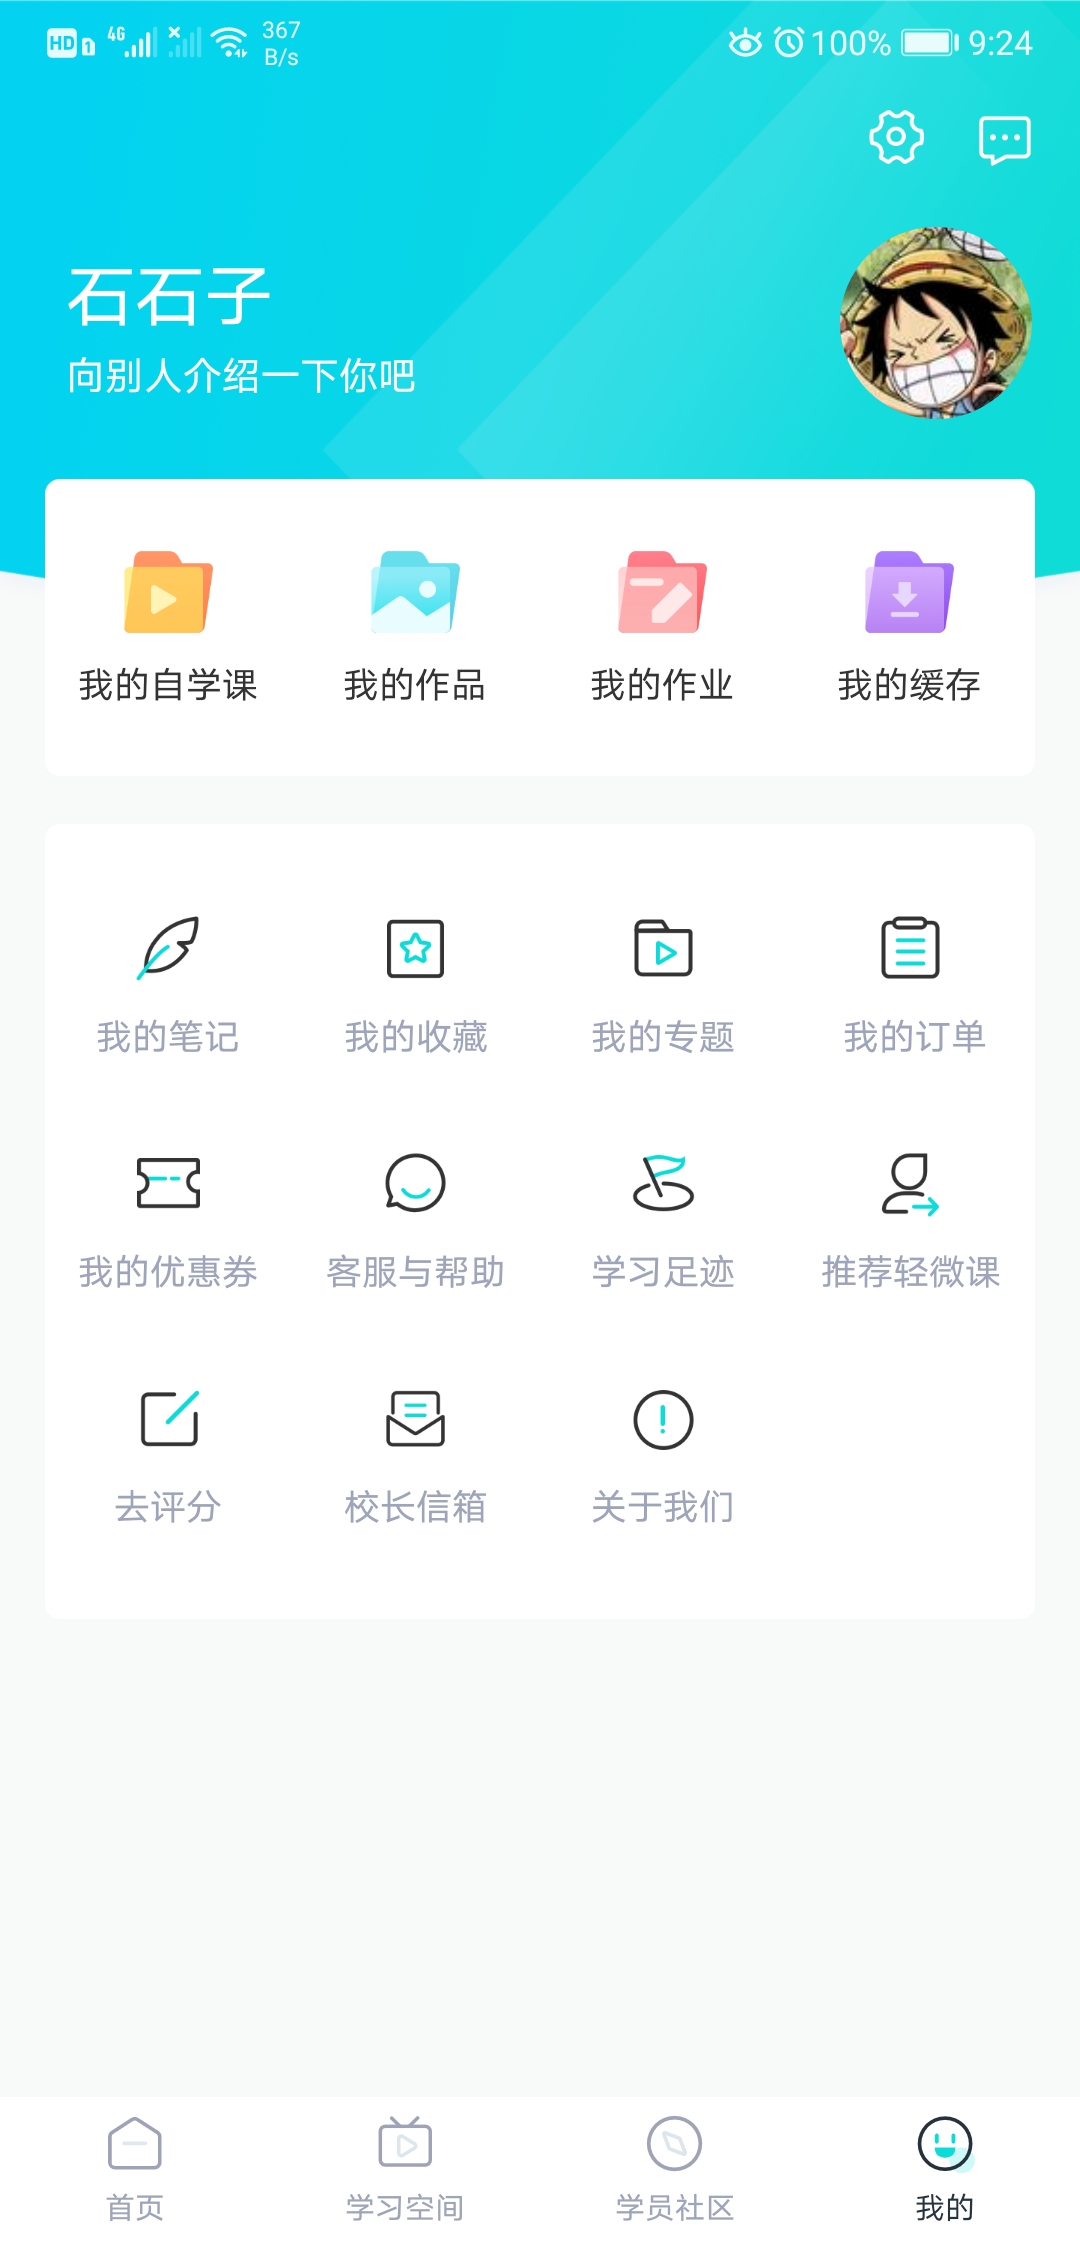 HD 1 4G 367 B/s 100% 9:24
石石子
向别人介绍一下你吧
我的自学课 我的作品 我的作业 我的缓存
我的笔记 我的收藏 我的专题 我的订单
我的优惠券 客服与帮助 学习足迹 推荐轻微课
去评分 校长信箱 关于我们
首页 学习空间 学员社区 我的